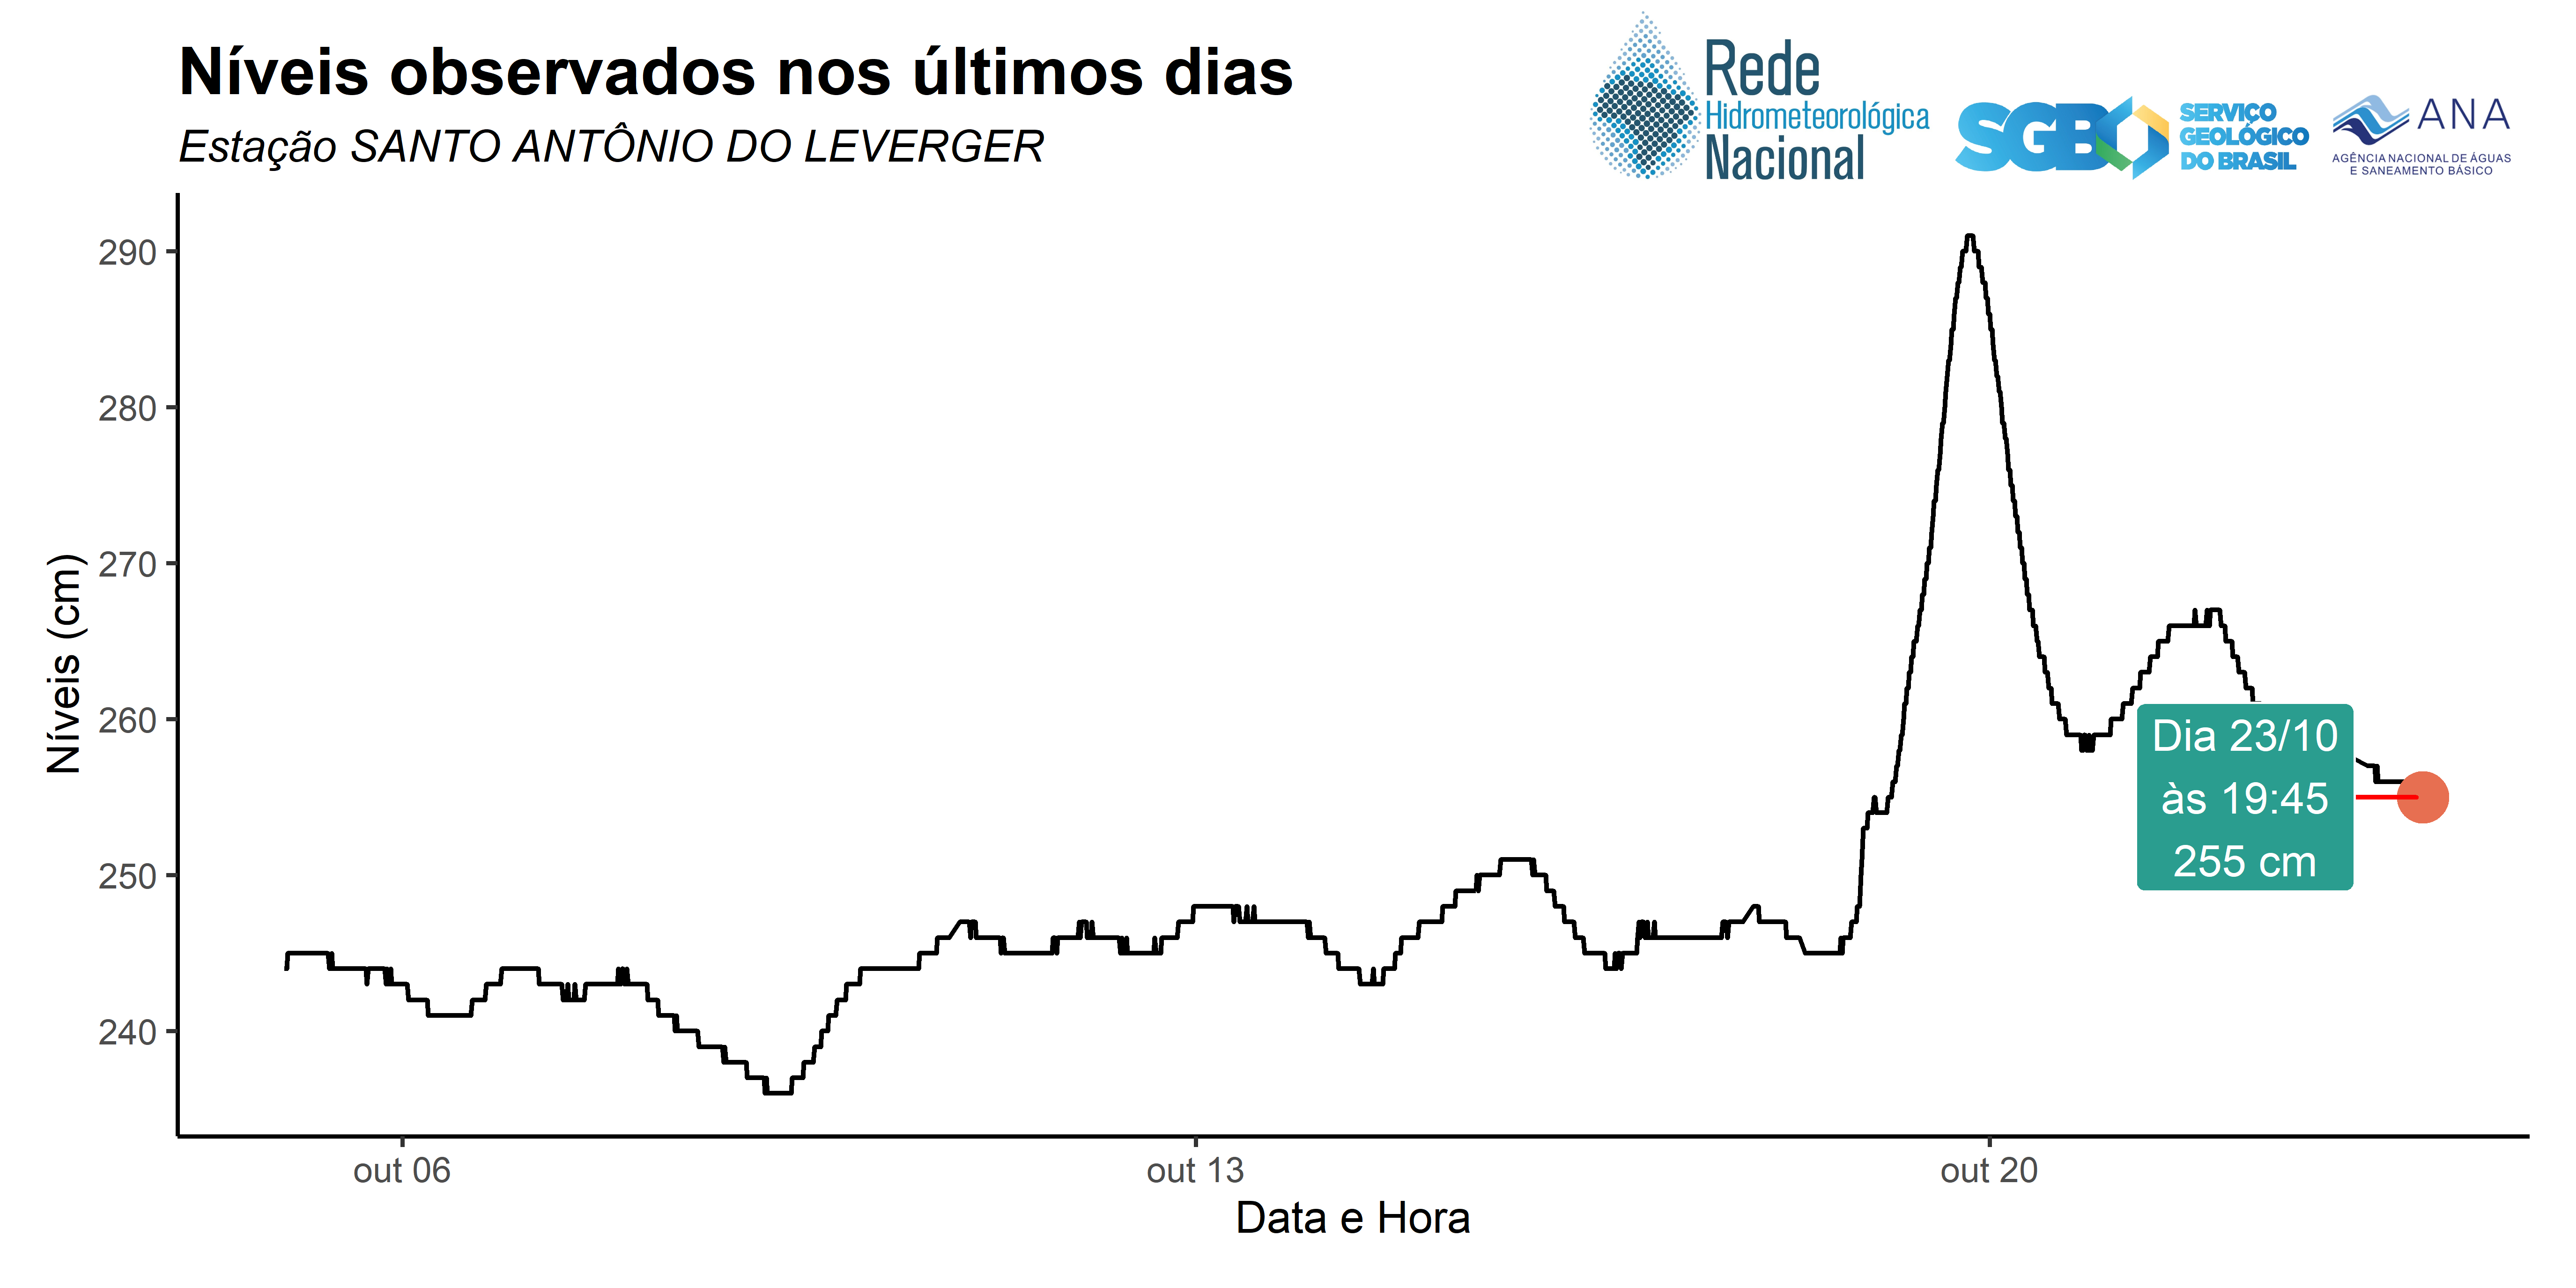 Níveis observados nos últimos dias
Estação SANTO ANTÔNIO DO LEVERGER
Rede
Hidrometeorológica
Nacional
SGB
SERVIÇO
GEOLÓGICO
DO BRASIL
ANA
AGÊNCIA NACIONAL DE ÁGUAS
E SANEAMENTO BÁSICO
Níveis (cm)
290
280
270
260
250
240
Dia 23/10
às 19:45
255 cm
out 06
out 13
out 20
Data e Hora